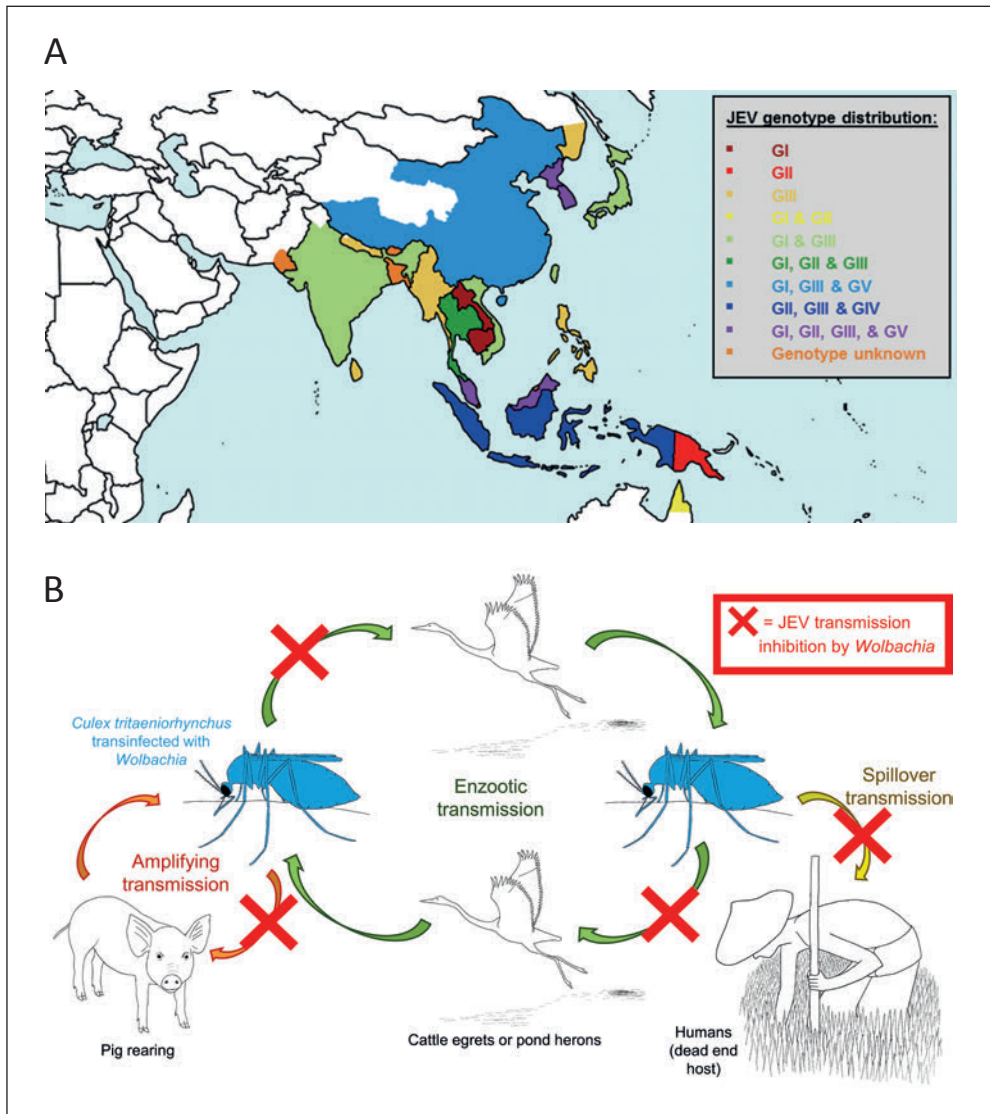 A
JEV genotype distribution:
GI
GII
GIII
GI & GII
GI & GIII
GI, GII & GIII
GI, GIII & GV
GII, GIII & GIV
GI, GII, GIII, & GV
Genotype unknown
B
= JEV transmission
inhibition by Wolbachia
Culex tritaeniorhynchus
transinfected with
Wolbachia
Enzootic
transmission
Spillover
transmission
Amplifying
transmission
Pig rearing
Cattle egrets or pond herons
Humans
(dead end
host)